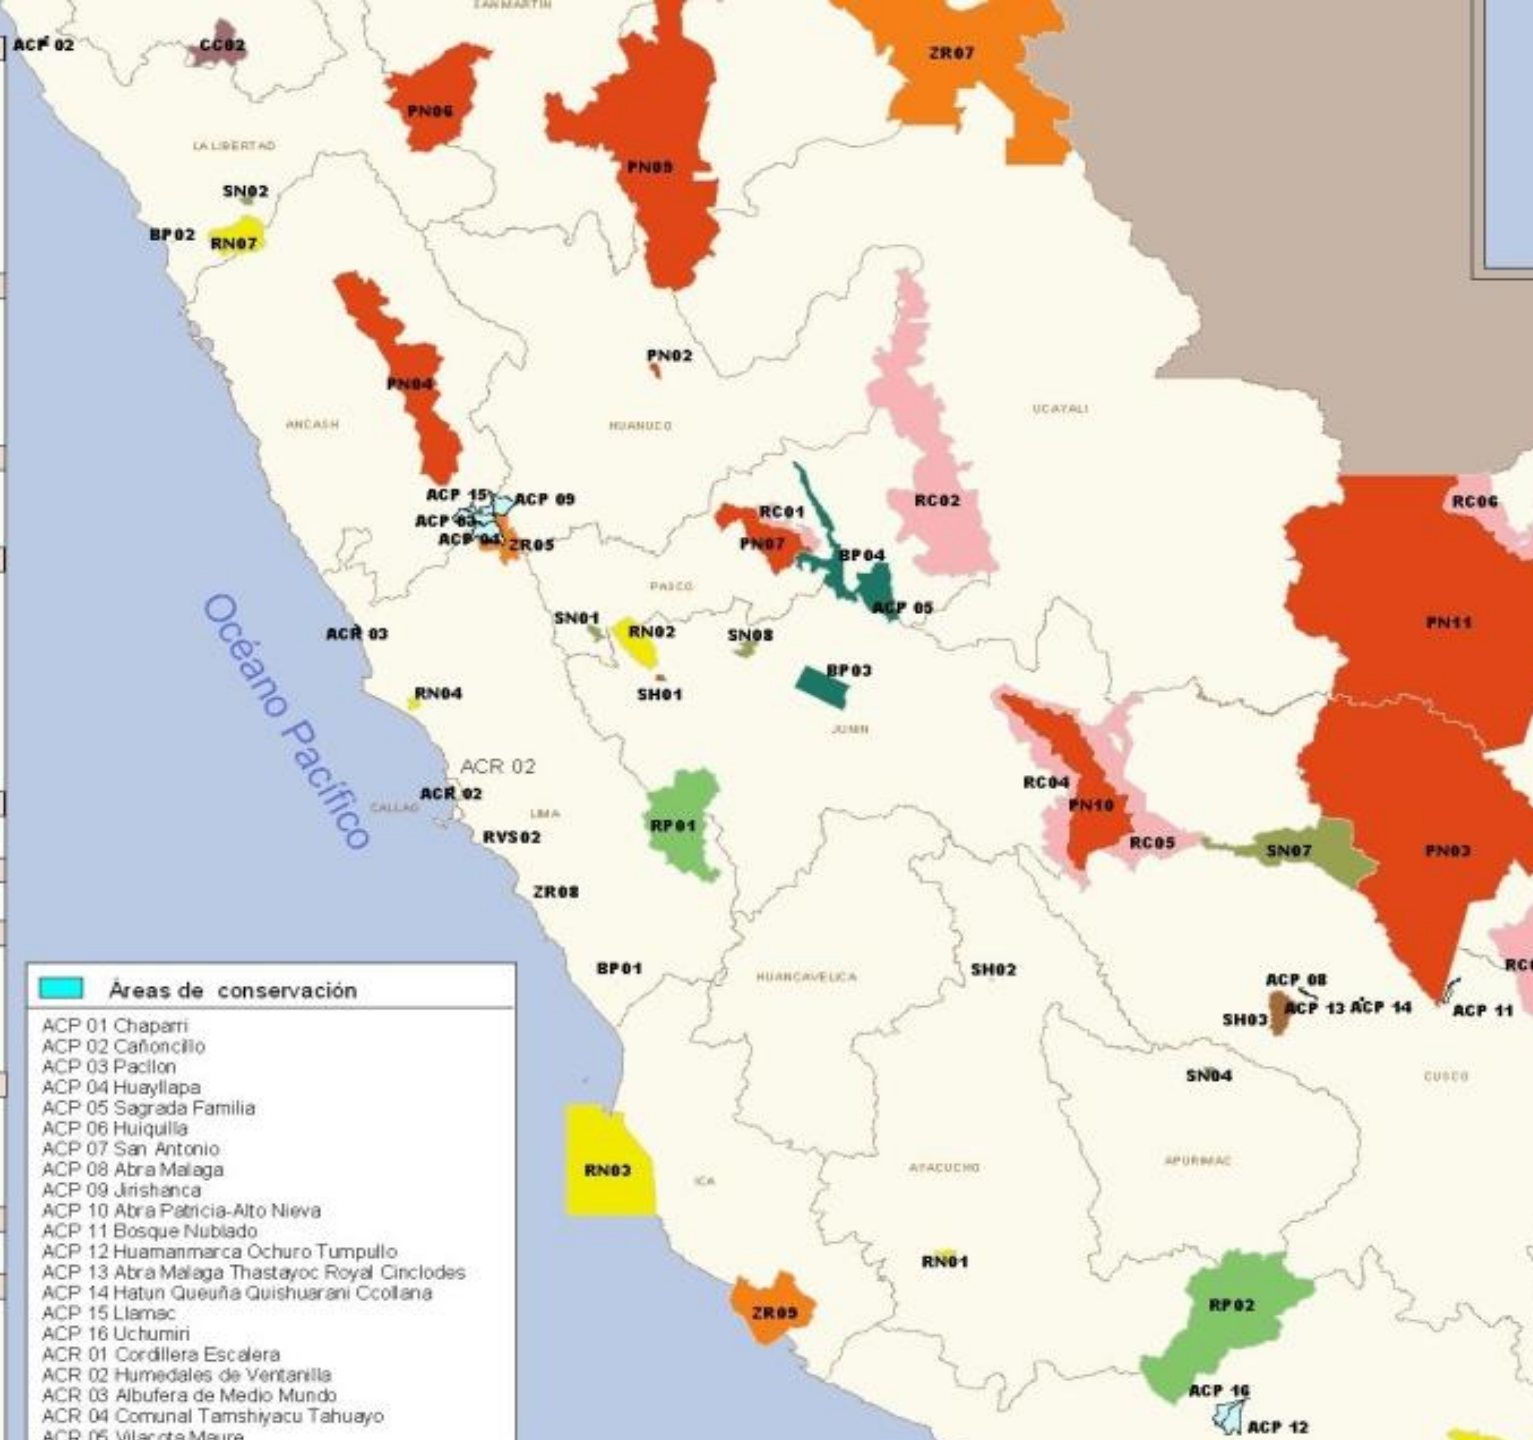 SAN MARTIN
ACP 02
CC02
ZR07
PN06
LA LIBERTAD
PN09
SN02
BP02
RN07
PN02
PN04
ANCASH
HUANUCO
UCAYALI
ACP 15
ACP 09
RC02
RC06
RC01
ACP 03
ACP 04
ZR05
PN07
BP04
PASCO
ACP 05
SN01
RN02
SN08
PN11
ACR 03
Océano Pacífico
BP03
SH01
RN04
JUNIN
ACR 02
RC04
ACR 02
CALLAO
PN10
LIMA
RP01
RVS02
RC05
SN07
PN03
ZR08
BP01
HUANCAVELICA
SH02
ACP 08
ACP 13
ACP 14
ACP 11
SH03
SN04
CUSCO
RN03
ICA
AYACUCHO
APURIMAC
RN01
ZR09
RP02
ACP 16
ACP 12
Áreas de conservación
ACP 01 Chaparri
ACP 02 Cañoncillo
ACP 03 Pacllon
ACP 04 Huayllapa
ACP 05 Sagrada Familia
ACP 06 Huiquilla
ACP 07 San Antonio
ACP 08 Abra Malaga
ACP 09 Jirishanca
ACP 10 Abra Patricia-Alto Nieva
ACP 11 Bosque Nublado
ACP 12 Huamanmarca Ochuro Tumpullo
ACP 13 Abra Malaga Thastayoc Royal Cinclodes
ACP 14 Hatun Queuña Quishuarani Ccollana
ACP 15 Llamac
ACP 16 Uchumiri
ACR 01 Cordillera Escalera
ACR 02 Humedales de Ventanilla
ACR 03 Albufera de Medio Mundo
ACR 04 Comunal Tamshiyacu Tahuayo
ACR 05 Vilacota Maure